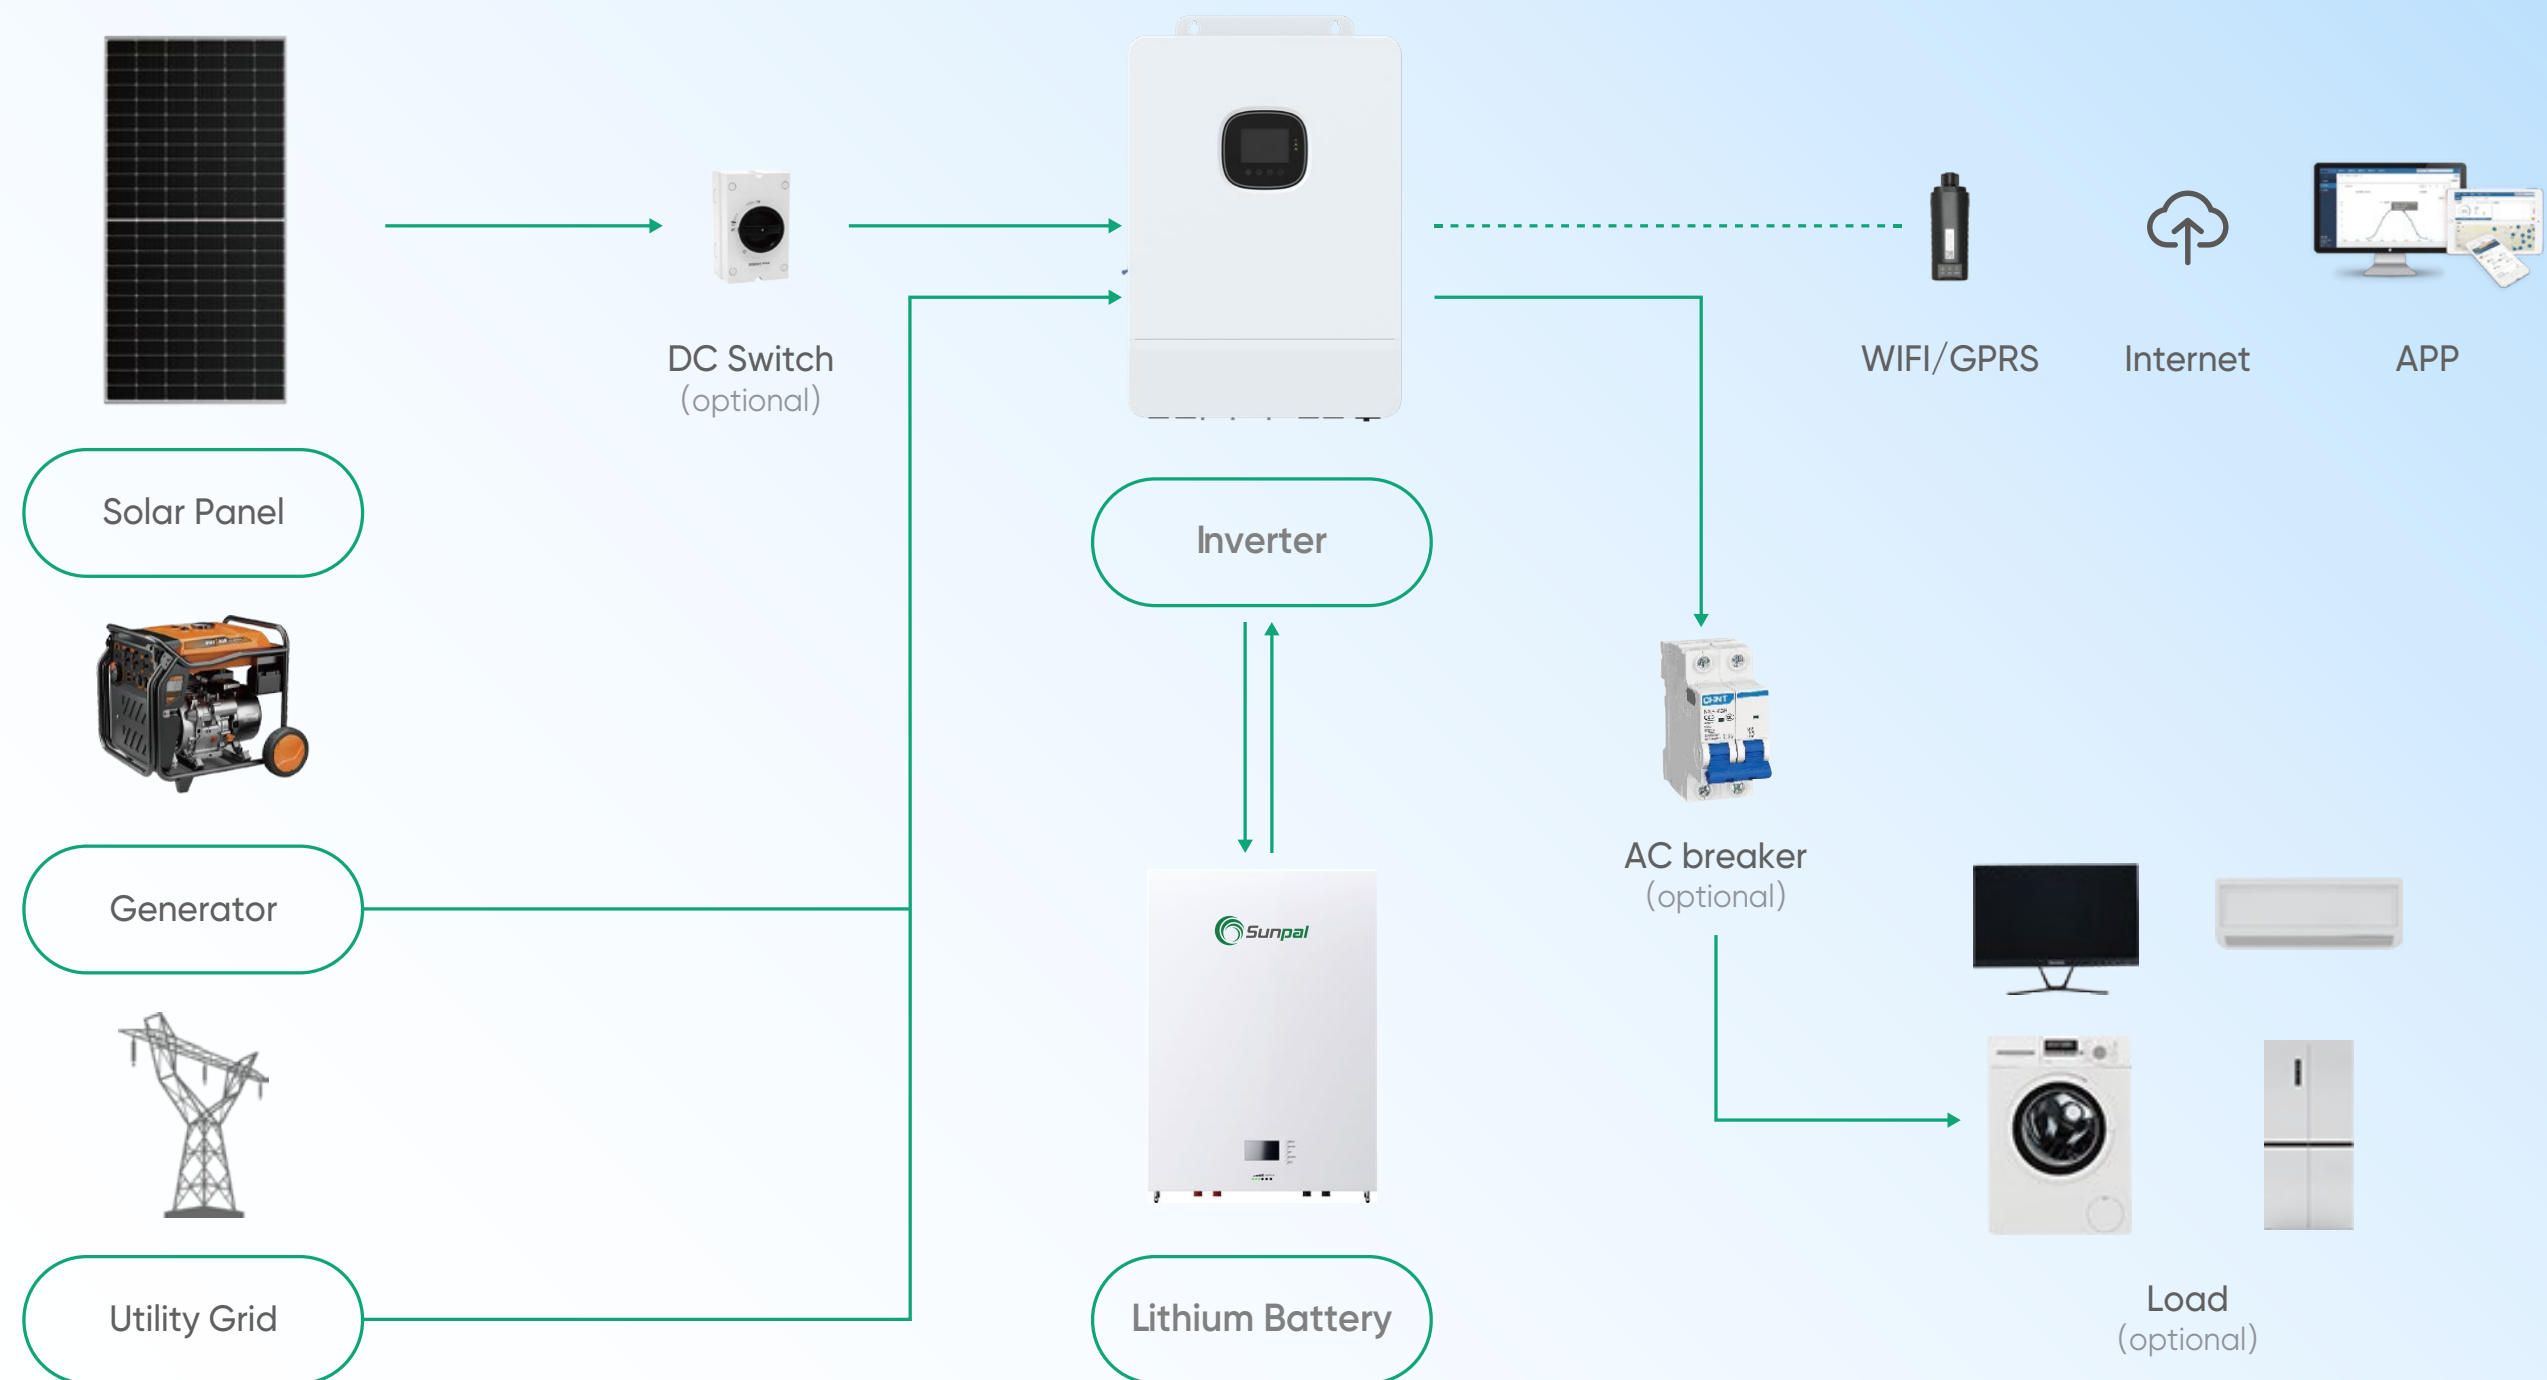 DC Switch
(optional)
WIFI/GPRS
Internet
APP
Solar Panel
Inverter
CHNT
AC breaker
(optional)
Generator
Sunpal
Utility Grid
Lithium Battery
Load
(optional)